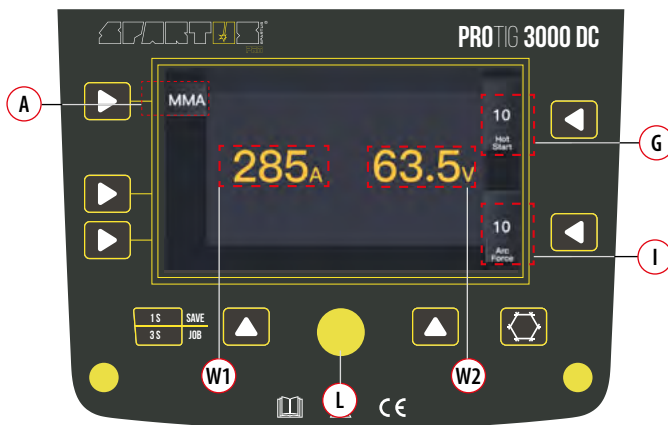 SPARTUS®
PROTIG 3000 DC
A
MMA
10
Hot
Start
G
285A
63.5V
10
Arc
Force
I
1 S SAVE
3 S JOB
W1
L
W2
CE